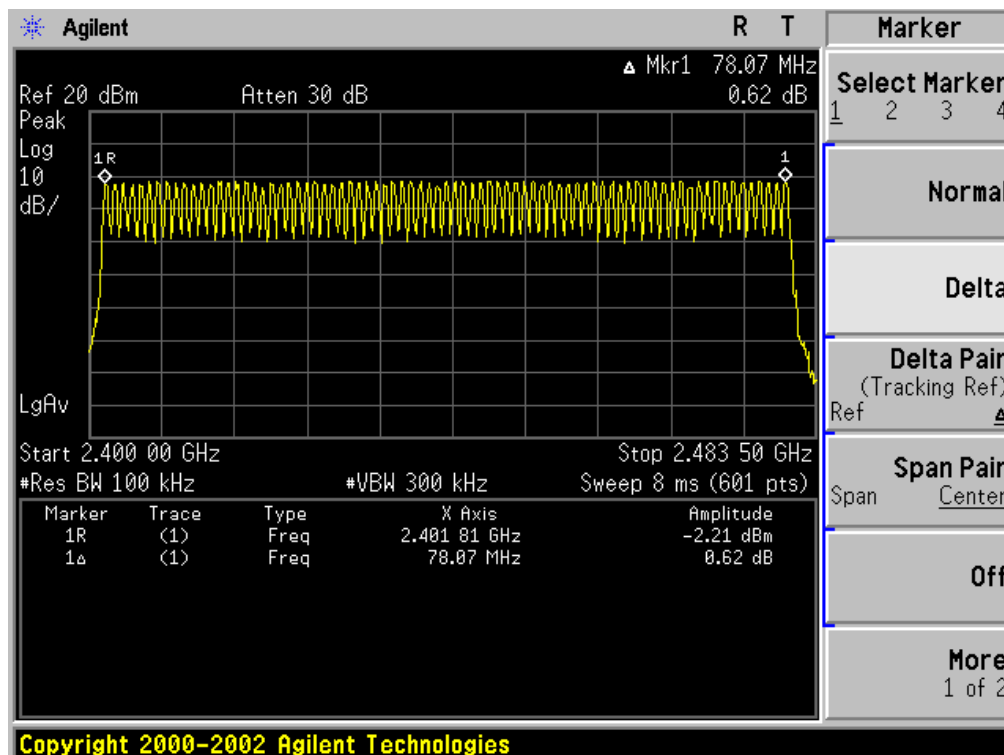 Agilent R T
Marker
Δ Mkr1 78.07 MHz
Ref 20 dBm Atten 30 dB 0.62 dB
Peak
Log
10
dB/
1R
1
LgAv
Start 2.400 00 GHz Stop 2.483 50 GHz
#Res BW 100 kHz #VBW 300 kHz Sweep 8 ms (601 pts)
Marker Trace Type X Axis Amplitude
1R (1) Freq 2.401 81 GHz -2.21 dBm
1Δ (1) Freq 78.07 MHz 0.62 dB
Select Marker
1 2 3 4
Normal
Delta
Delta Pair
(Tracking Ref)
Ref Δ
Span Pair
Span Center
Off
More
1 of 2
Copyright 2000-2002 Agilent Technologies